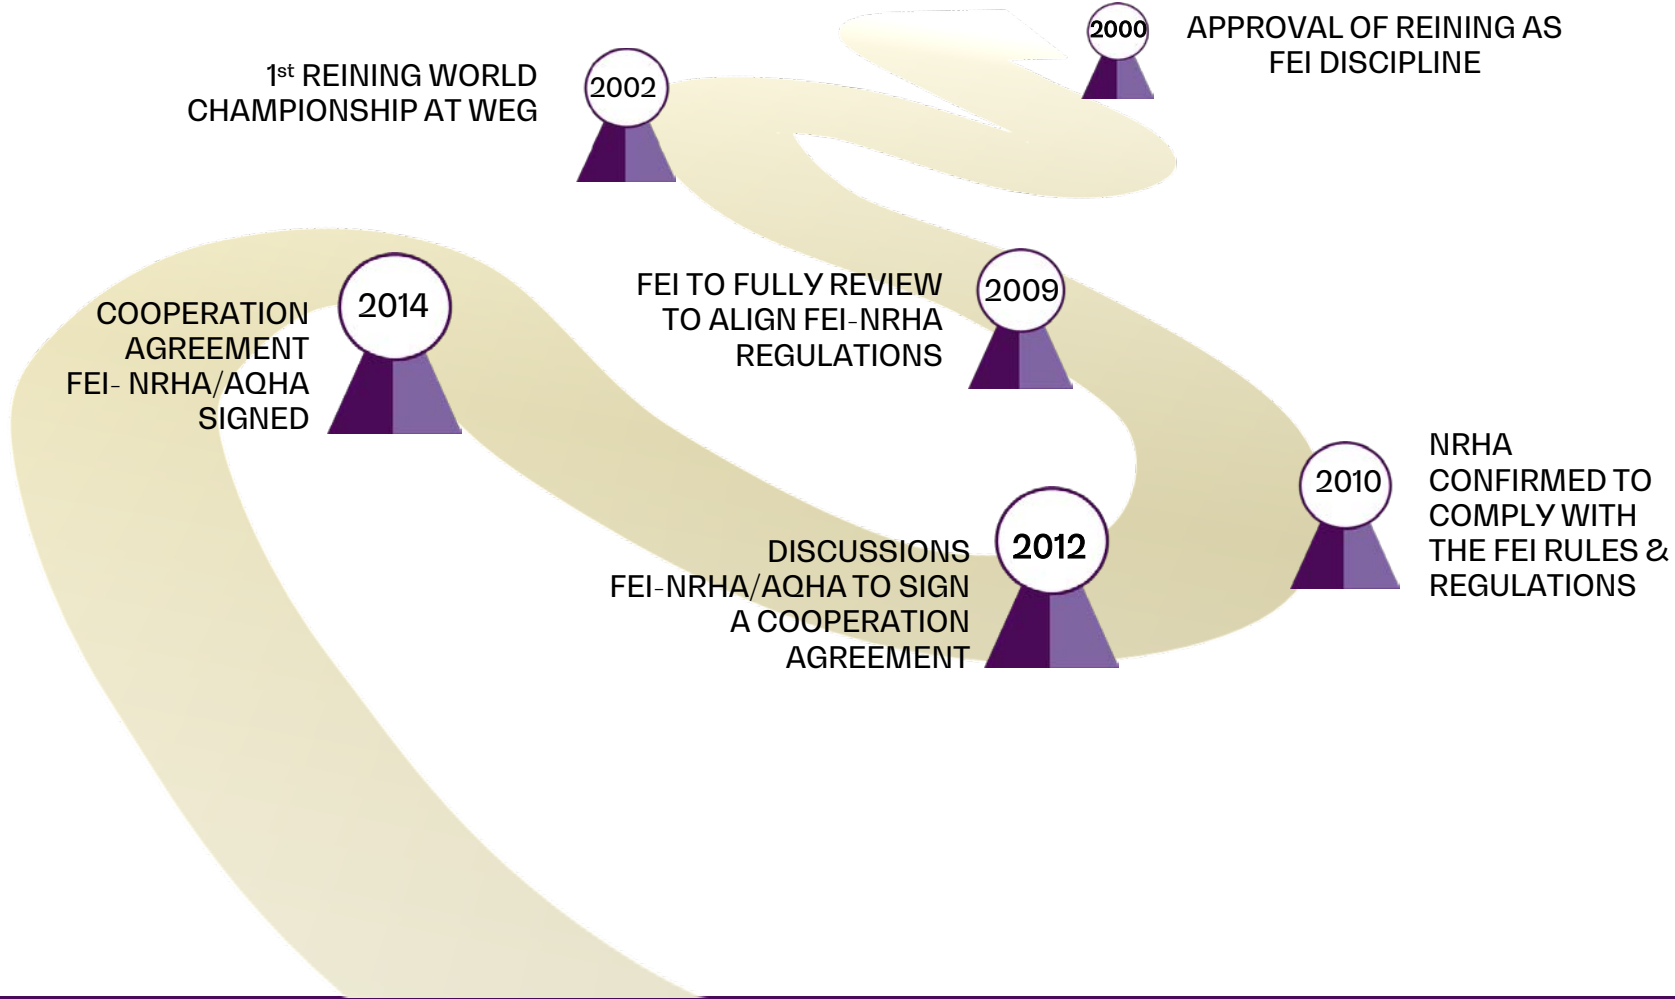 2000
APPROVAL OF REINING AS
FEI DISCIPLINE
1st REINING WORLD
CHAMPIONSHIP AT WEG
2002
FEI TO FULLY REVIEW
TO ALIGN FEI-NRHA
REGULATIONS
2009
COOPERATION
AGREEMENT
FEI- NRHA/AQHA
SIGNED
2014
2010
NRHA
CONFIRMED TO
COMPLY WITH
THE FEI RULES &
REGULATIONS
DISCUSSIONS
FEI-NRHA/AQHA TO SIGN
A COOPERATION
AGREEMENT
2012